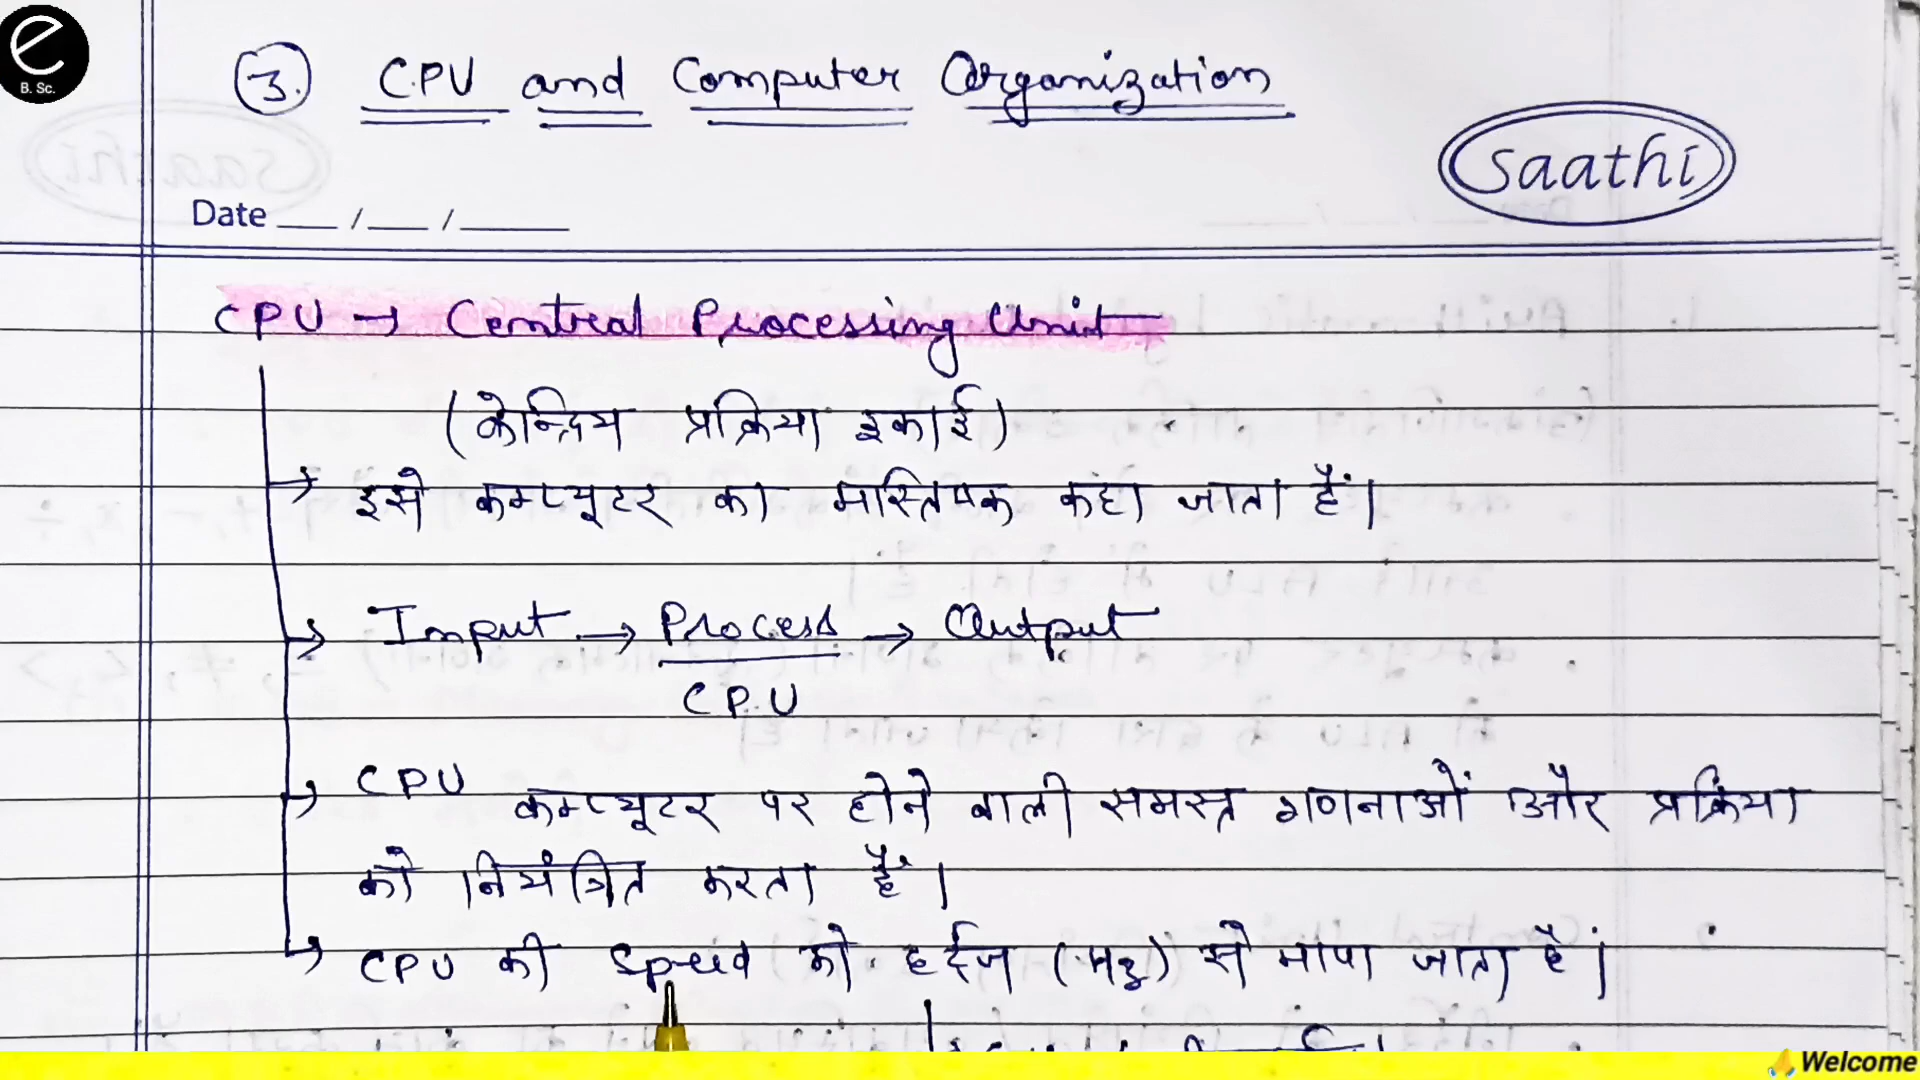 e
B. Sc.
3. CPU and Computer Organization
saathi
Date __ / __ / ____
CPU → Central Processing Unit
(केन्द्रिय प्रक्रिया इकाई)
→ इसे कम्प्यूटर का मस्तिष्क कहा जाता हैं।
→ Input → Process → Output
CPU
→ CPU कम्प्यूटर पर होने वाली समस्त गणनाओं और प्रक्रिया
को नियंत्रित करता है।
→ CPU की Speed को हर्ट्ज (Hz) से मापा जाता है।
Welcome